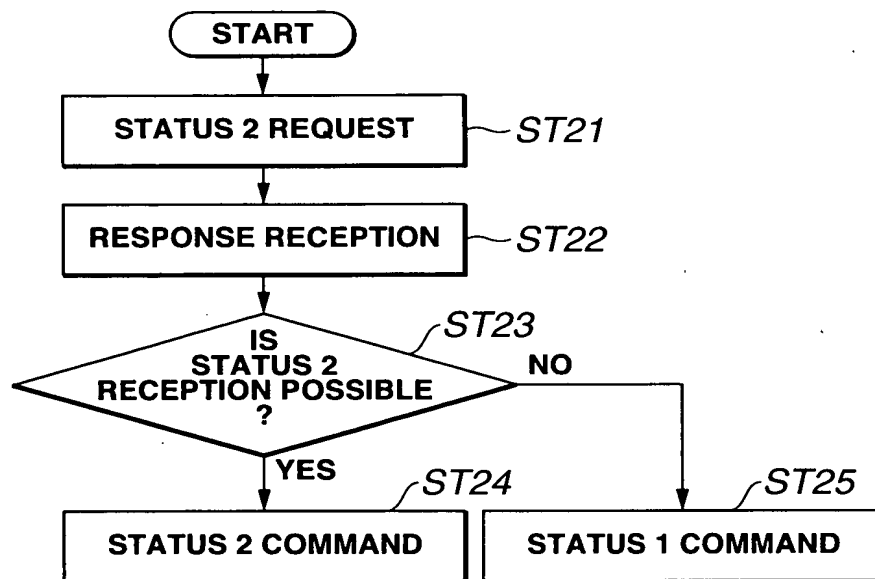 START
STATUS 2 REQUEST
ST21
RESPONSE RECEPTION
ST22
ST23
IS
STATUS 2
RECEPTION POSSIBLE
?
NO
YES
ST24
ST25
STATUS 2 COMMAND
STATUS 1 COMMAND